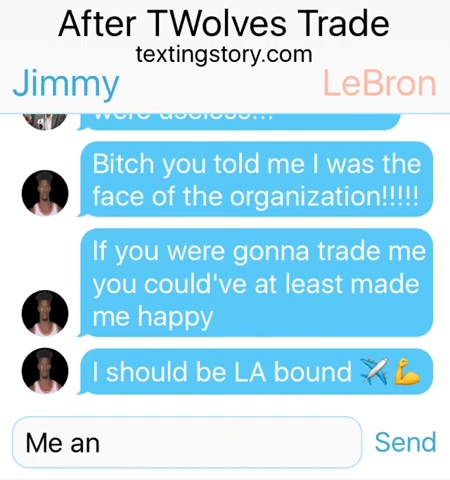 After TWolves Trade
textingstory.com
Jimmy LeBron
were useless...
Bitch you told me I was the
face of the organization!!!!!
If you were gonna trade me
you could've at least made
me happy
I should be LA bound ✈️💪
Me an Send